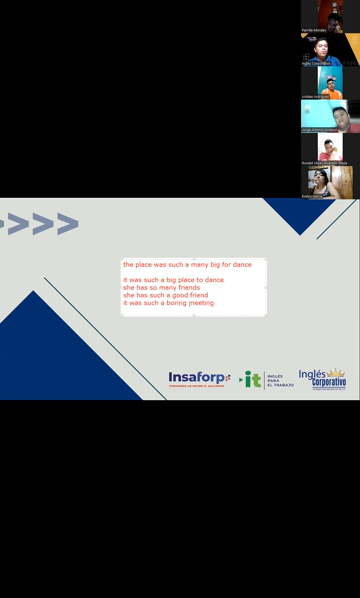 the place was such a many big for dance
it was such a big place to dance
she has so many friends
she has such a good friend
it was such a boring meeting
Insaforp
it
INGLÉS
PARA
EL TRABAJO
Inglés
Corporativo